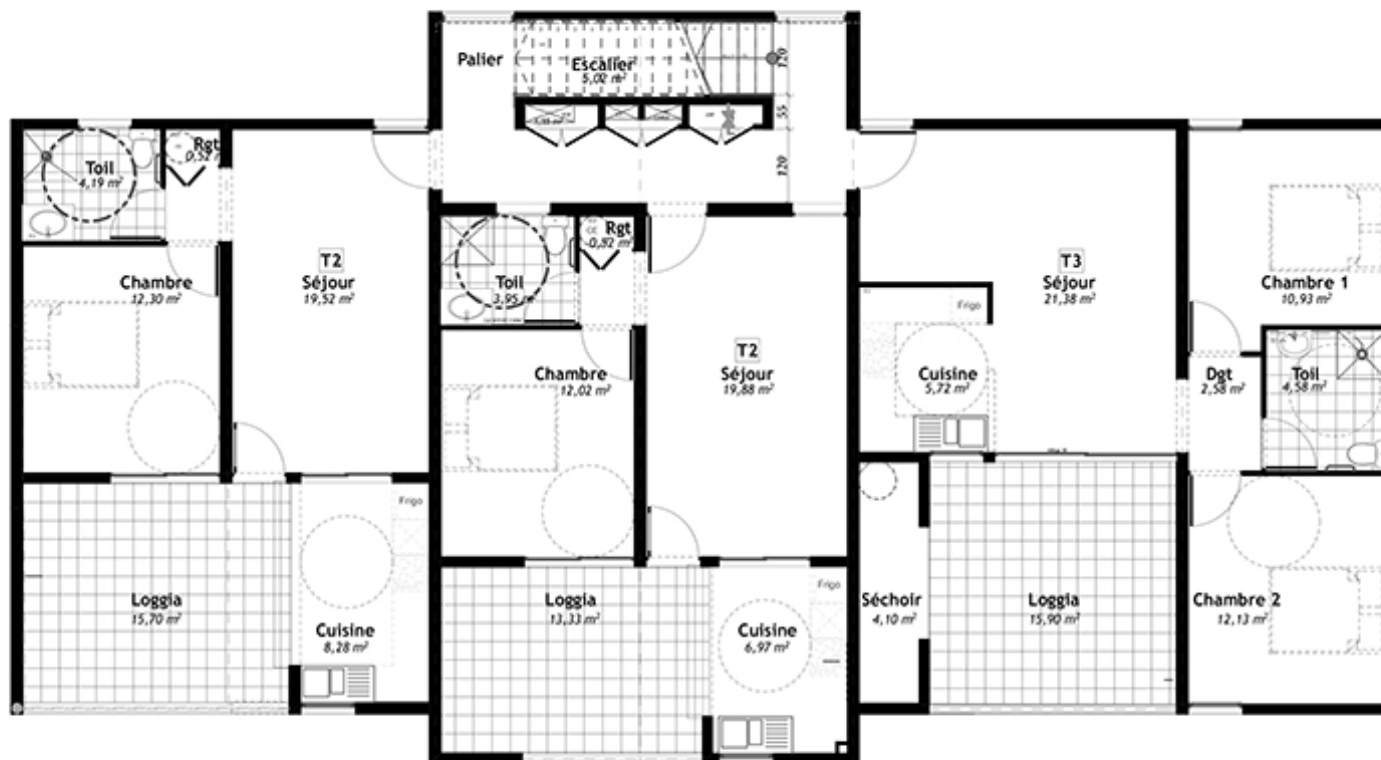 Palier
Escalier
5,02 m²
120
55
120
Toil
4,19 m²
Rgt
0,52
T2
Séjour
19,52 m²
Chambre
12,30 m²
Loggia
15,70 m²
Frigo
Cuisine
8,28 m²
Toil
3,95 m²
Rgt
0,52 m²
T2
Séjour
19,88 m²
Chambre
12,02 m²
Loggia
13,33 m²
Frigo
Cuisine
6,97 m²
T3
Séjour
21,38 m²
Frigo
Cuisine
5,72 m²
Chambre 1
10,93 m²
Dgt
2,58 m²
Toil
4,58 m²
Séchoir
4,10 m²
Loggia
15,90 m²
Chambre 2
12,13 m²